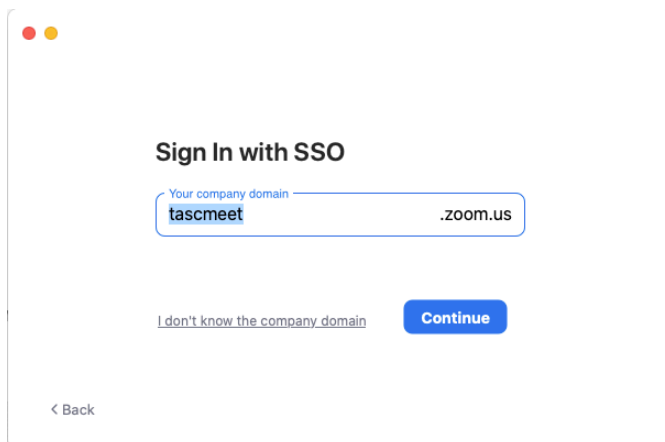 Sign In with SSO
Your company domain
tascmeet .zoom.us
I don't know the company domain
Continue
< Back